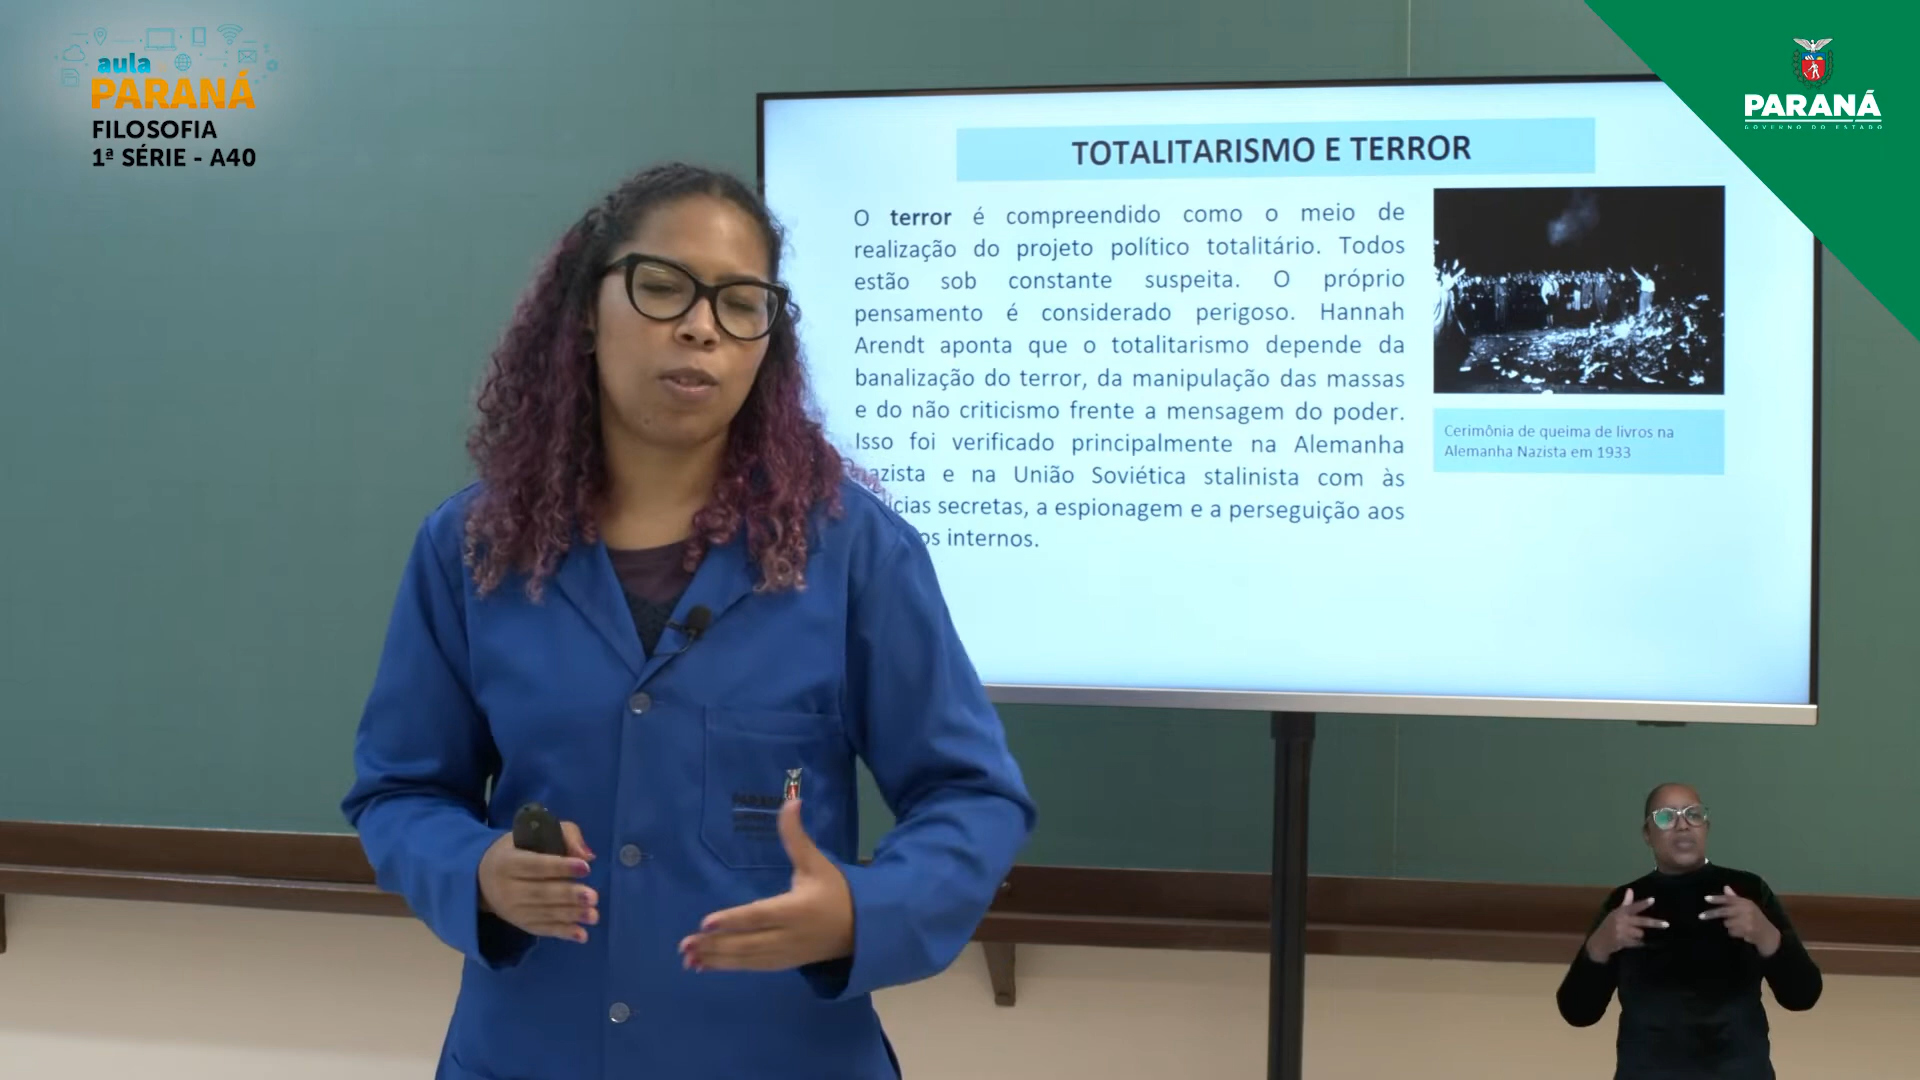 aula
PARANÁ
FILOSOFIA
1ª SÉRIE - A40
PARANÁ
GOVERNO DO ESTADO
TOTALITARISMO E TERROR
O terror é compreendido como o meio de
realização do projeto político totalitário. Todos
estão sob constante suspeita. O próprio
pensamento é considerado perigoso. Hannah
Arendt aponta que o totalitarismo depende da
banalização do terror, da manipulação das massas
e do não criticismo frente a mensagem do poder.
Isso foi verificado principalmente na Alemanha
nazista e na União Soviética stalinista com às
secretas, a espionagem e a perseguição aos
internos.
Cerimônia de queima de livros na
Alemanha Nazista em 1933